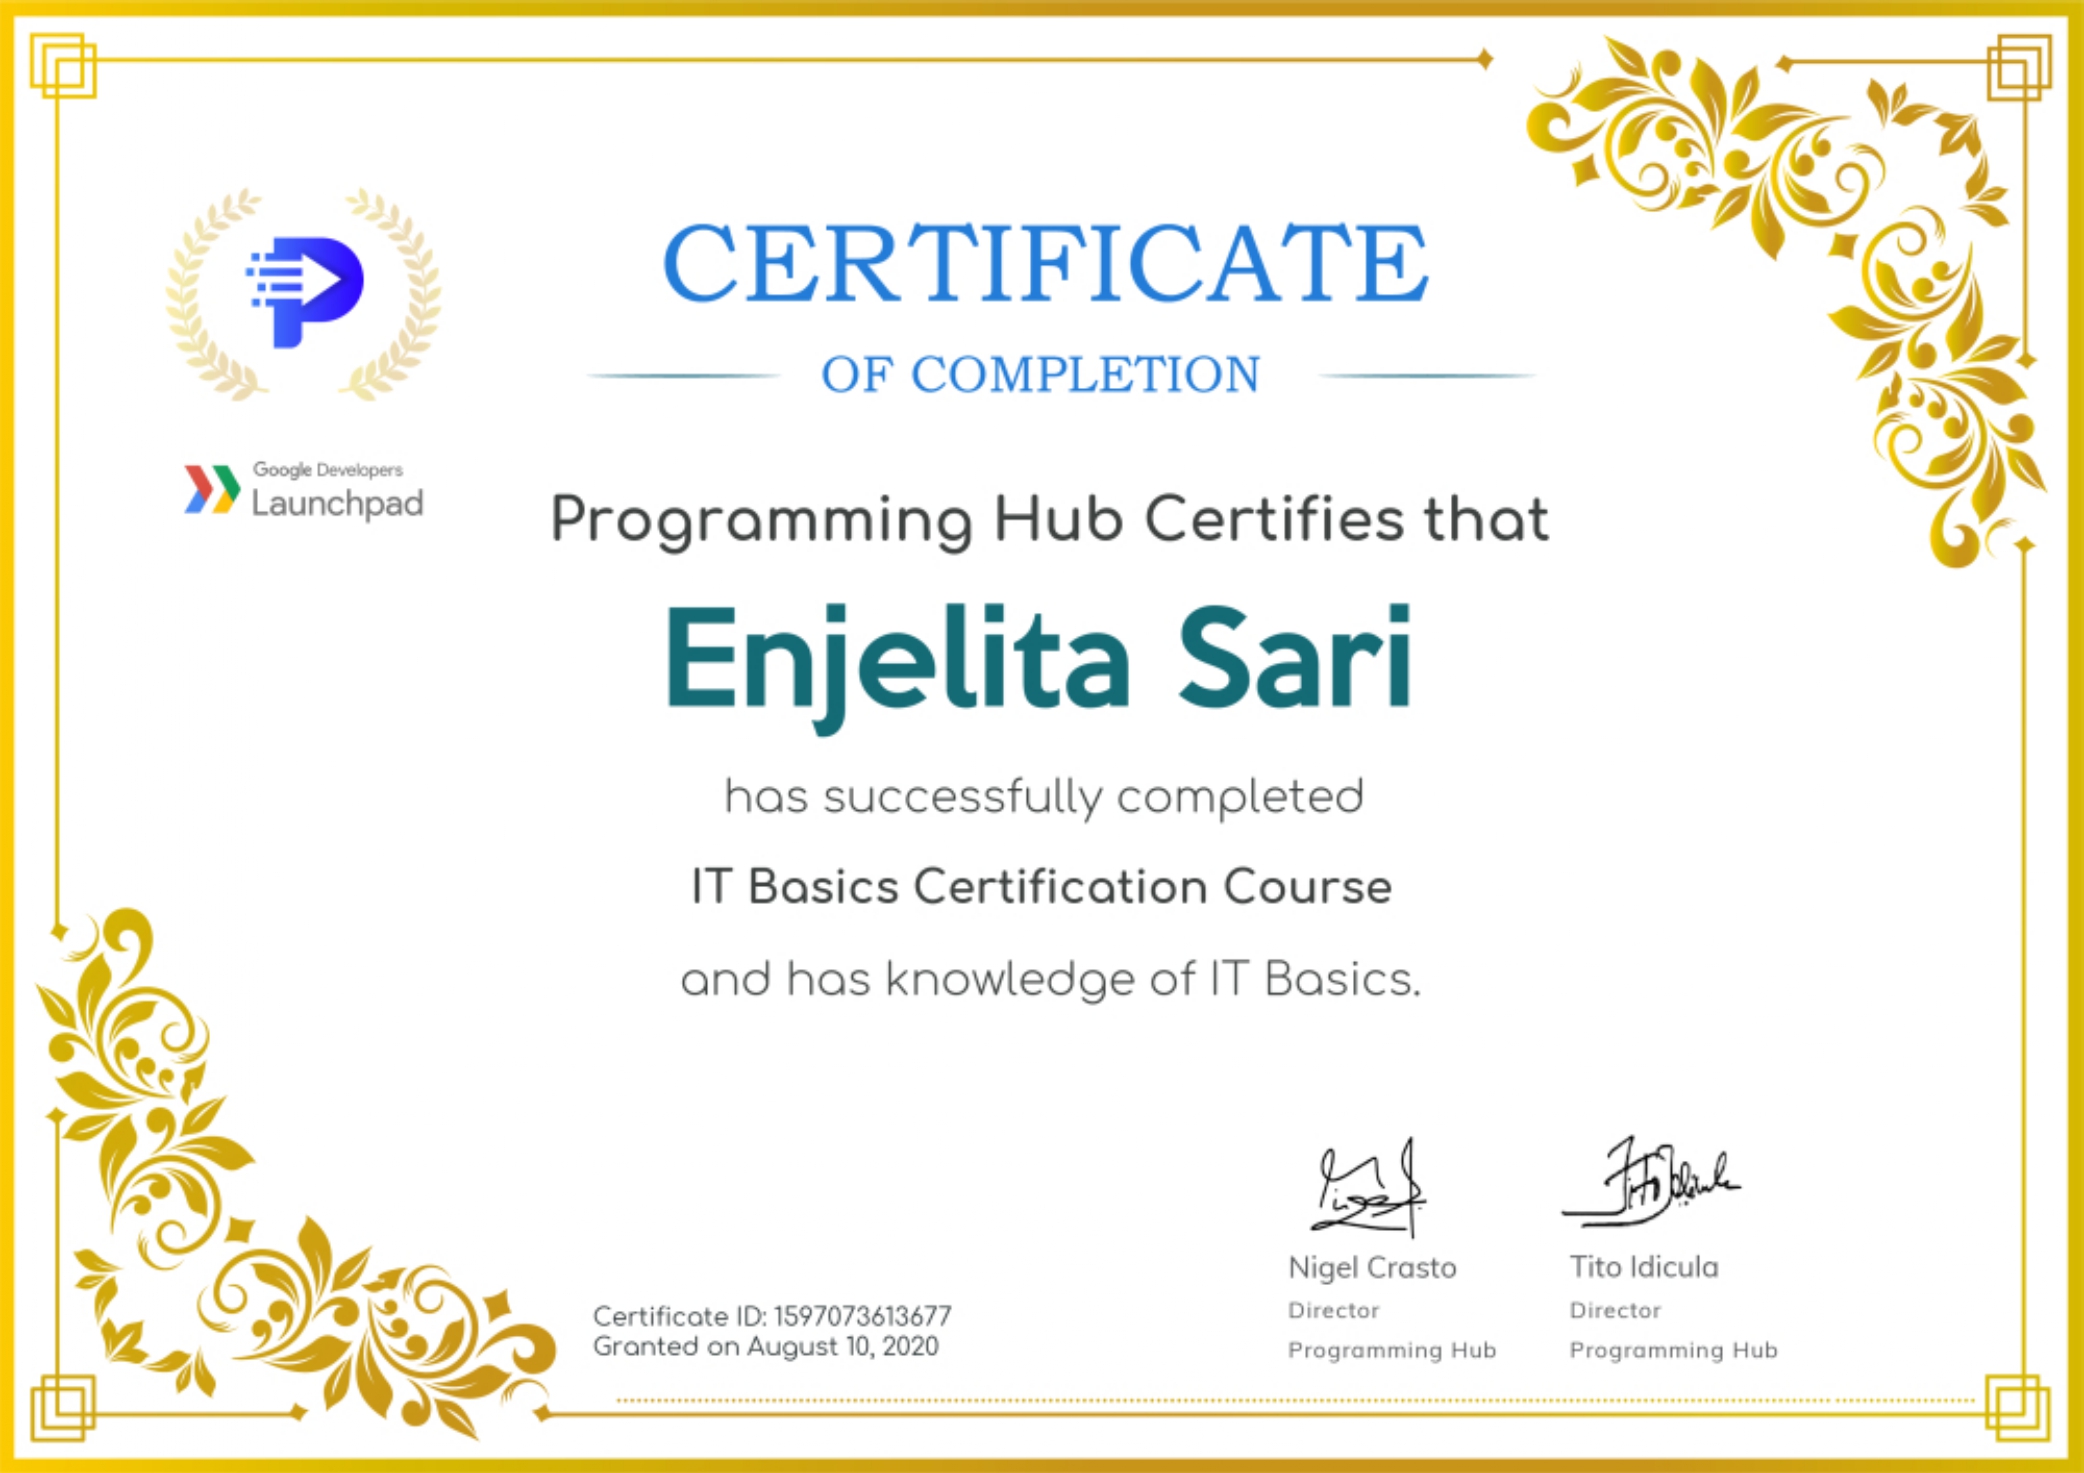 CERTIFICATE
OF COMPLETION
Google Developers
Launchpad
Programming Hub Certifies that
Enjelita Sari
has successfully completed
IT Basics Certification Course
and has knowledge of IT Basics.
Certificate ID: 1597073613677
Granted on August 10, 2020
Nigel Crasto
Director
Programming Hub
Tito Idicula
Director
Programming Hub